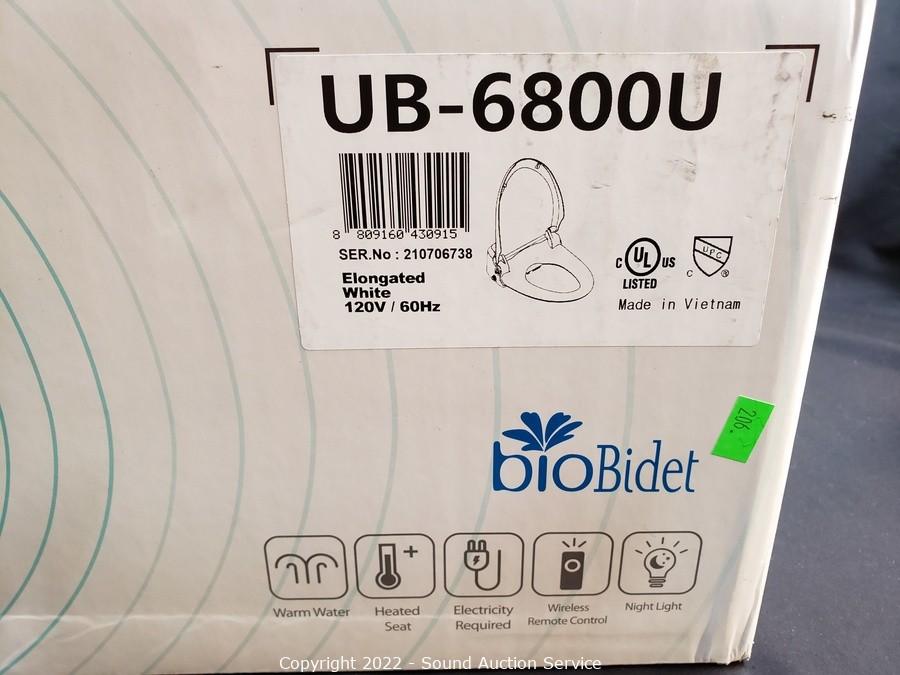 UB-6800U
8 809160 430915
SER.No : 210706738
Elongated
White
120V / 60Hz
C UL US
LISTED
UPC
C ®
Made in Vietnam
206.
bioBidet
Warm Water
Heated
Seat
Electricity
Required
Wireless
Remote Control
Night Light
Copyright 2022 - Sound Auction Service